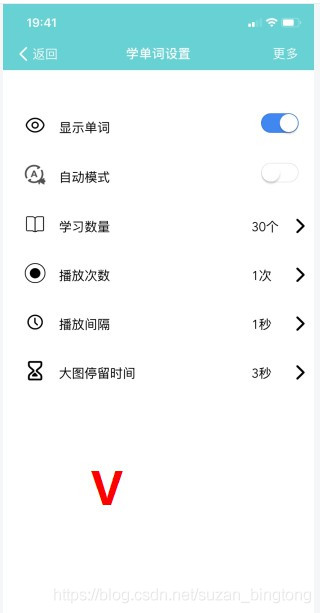 19:41
返回 学单词设置 更多
显示单词
A 自动模式
学习数量 30个
播放次数 1次
播放间隔 1秒
大图停留时间 3秒
V
https://blog.csdn.net/suzan_bingtong